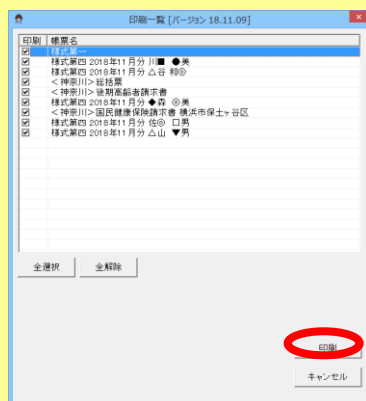 印刷一覧 [バージョン 18.11.09]
印刷 帳票名
様式第一
様式第四 2018年11月分 川■ ●美
様式第四 2018年11月分 △谷 和◎
<神奈川>総括票
<神奈川>後期高齢者請求書
様式第四 2018年11月分 ◆森 ◎美
<神奈川>国民健康保険請求書 横浜市保土ヶ谷区
様式第四 2018年11月分 佐◎ 口男
様式第四 2018年11月分 △山 ▼男
全選択 全解除
印刷
キャンセル